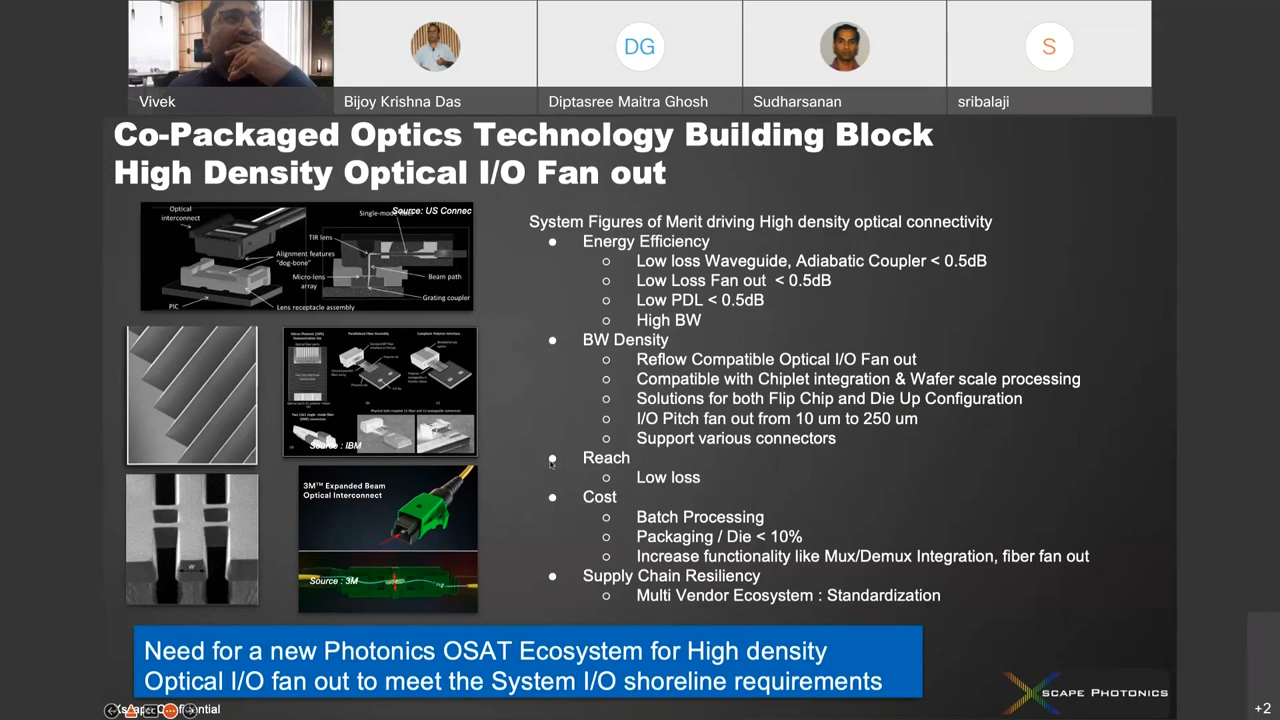 DG
S
Vivek
Bijoy Krishna Das
Diptasree Maitra Ghosh
Sudharsanan
sribalaji
Co-Packaged Optics Technology Building Block
High Density Optical I/O Fan out
Optical
interconnect
Source: US Connec
Single-mode
TIR lens
Alignment features
"dog-bone"
Micro-lens
array
Beam path
Grating coupler
PIC
Lens receptacle assembly
Source : IBM
W
3M™ Expanded Beam
Optical Interconnect
Source : 3M
System Figures of Merit driving High density optical connectivity
● Energy Efficiency
○ Low loss Waveguide, Adiabatic Coupler < 0.5dB
○ Low Loss Fan out < 0.5dB
○ Low PDL < 0.5dB
○ High BW
● BW Density
○ Reflow Compatible Optical I/O Fan out
○ Compatible with Chiplet integration & Wafer scale processing
○ Solutions for both Flip Chip and Die Up Configuration
○ I/O Pitch fan out from 10 um to 250 um
○ Support various connectors
● Reach
○ Low loss
● Cost
○ Batch Processing
○ Packaging / Die < 10%
○ Increase functionality like Mux/Demux Integration, fiber fan out
● Supply Chain Resiliency
○ Multi Vendor Ecosystem : Standardization
Need for a new Photonics OSAT Ecosystem for High density
Optical I/O fan out to meet the System I/O shoreline requirements
XSCAPE PHOTONICS
+2